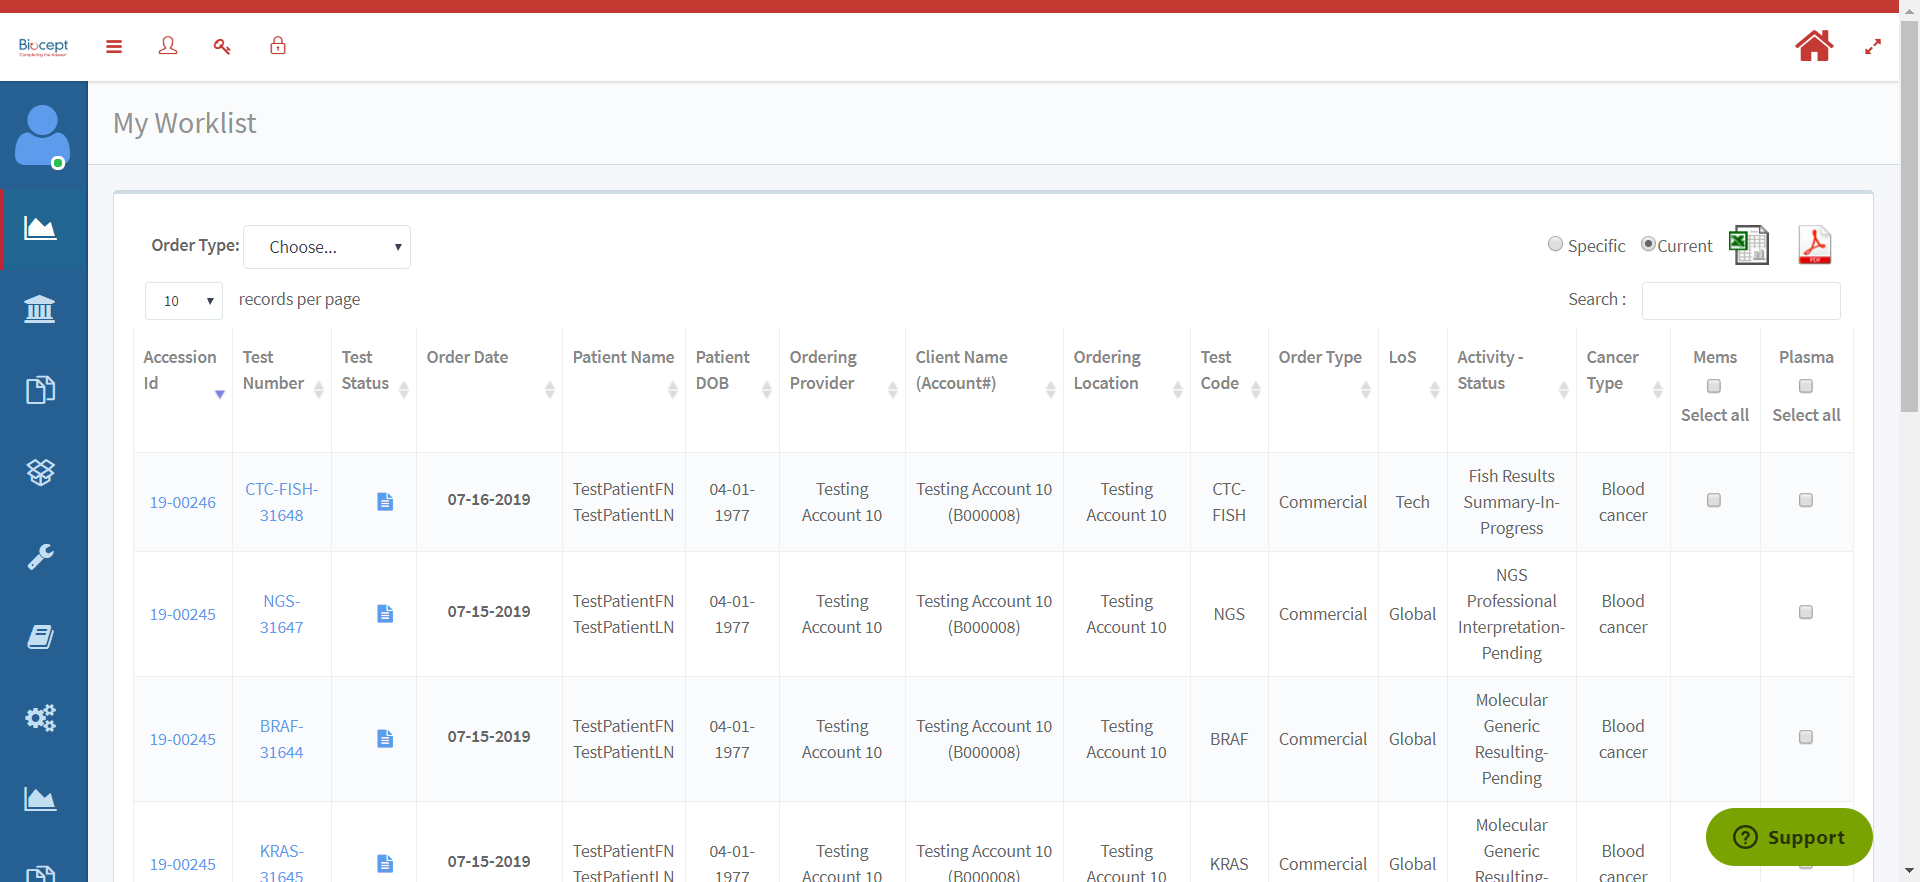 Biocept
My Worklist
Order Type: Choose...
Specific Current
10 records per page
Search :
Accession Id Test Number Test Status Order Date Patient Name Patient DOB Ordering Provider Client Name (Account#) Ordering Location Test Code Order Type LoS Activity - Status Cancer Type Mems Select all Plasma Select all
19-00246 CTC-FISH-31648 07-16-2019 TestPatientFN TestPatientLN 04-01-1977 Testing Account 10 Testing Account 10 (B000008) Testing Account 10 CTC-FISH Commercial Tech Fish Results Summary-In-Progress Blood cancer
19-00245 NGS-31647 07-15-2019 TestPatientFN TestPatientLN 04-01-1977 Testing Account 10 Testing Account 10 (B000008) Testing Account 10 NGS Commercial Global NGS Professional Interpretation-Pending Blood cancer
19-00245 BRAF-31644 07-15-2019 TestPatientFN TestPatientLN 04-01-1977 Testing Account 10 Testing Account 10 (B000008) Testing Account 10 BRAF Commercial Global Molecular Generic Resulting-Pending Blood cancer
19-00245 KRAS-31645 07-15-2019 TestPatientFN TestPatientLN 04-01-1977 Testing Account 10 Testing Account 10 (B000008) Testing Account 10 KRAS Commercial Global Molecular Generic Resulting- Blood cancer
Support